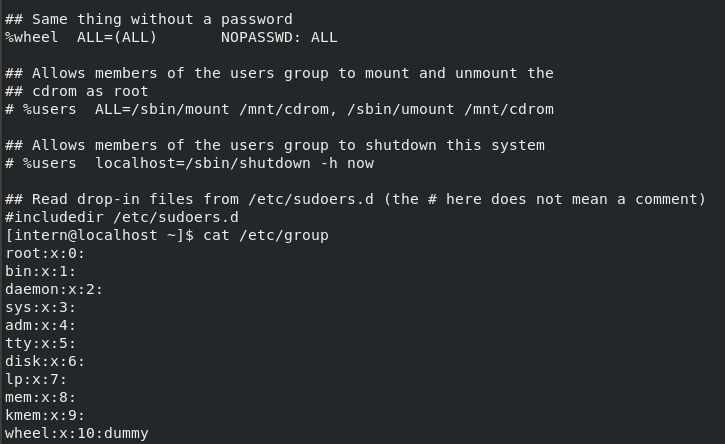 ## Same thing without a password
%wheel  ALL=(ALL)       NOPASSWD: ALL
## Allows members of the users group to mount and unmount the
## cdrom as root
# %users  ALL=/sbin/mount /mnt/cdrom, /sbin/umount /mnt/cdrom
## Allows members of the users group to shutdown this system
# %users  localhost=/sbin/shutdown -h now
## Read drop-in files from /etc/sudoers.d (the # here does not mean a comment)
#includedir /etc/sudoers.d
[intern@localhost ~]$ cat /etc/group
root:x:0:
bin:x:1:
daemon:x:2:
sys:x:3:
adm:x:4:
tty:x:5:
disk:x:6:
lp:x:7:
mem:x:8:
kmem:x:9:
wheel:x:10:dummy